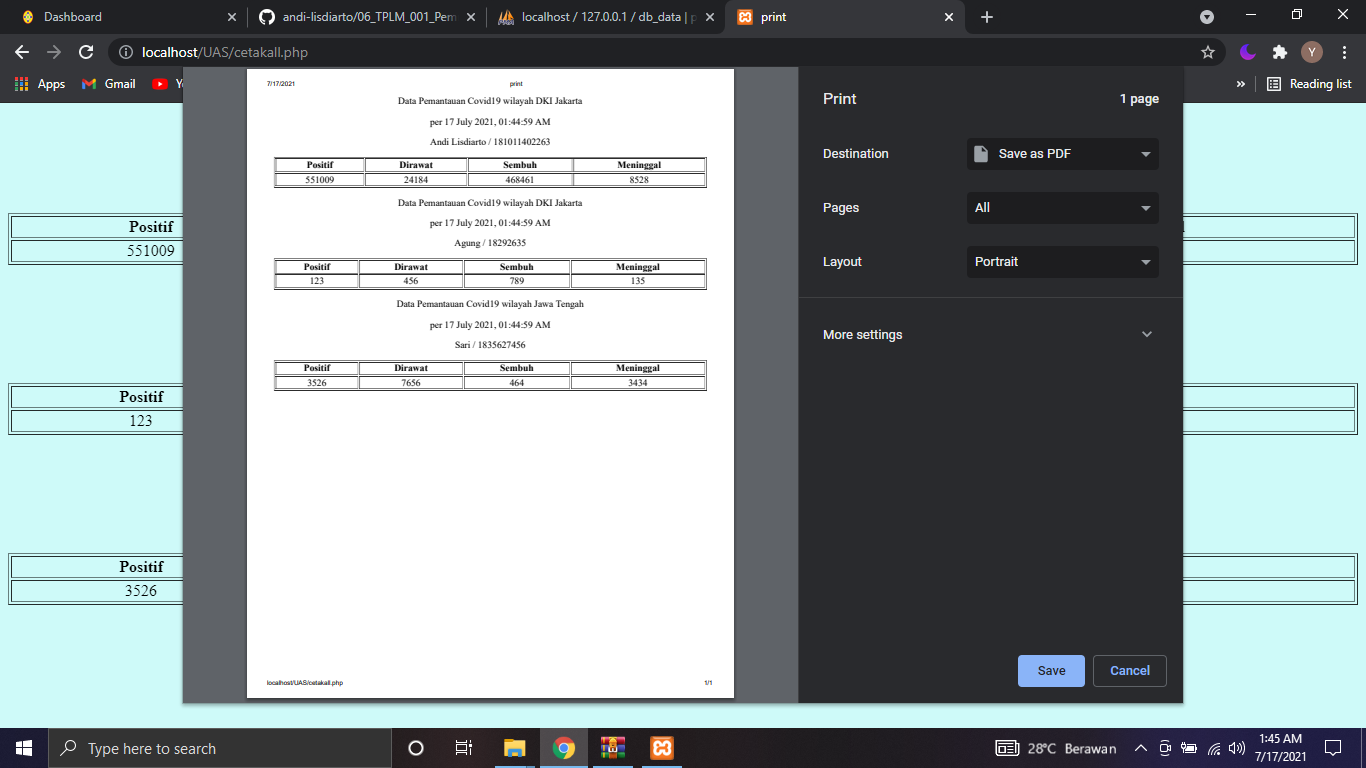 Dashboard
andi-lisdiarto/06_TPLM_001_Pem
localhost / 127.0.0.1 / db_data | p
print
localhost/UAS/cetakall.php
Y
Apps
Gmail
Y
»
Reading list
7/17/2021 print
Data Pemantauan Covid19 wilayah DKI Jakarta
per 17 July 2021, 01:44:59 AM
Andi Lisdiarto / 181011402263
Positif Dirawat Sembuh Meninggal
551009 24184 468461 8528
Data Pemantauan Covid19 wilayah DKI Jakarta
per 17 July 2021, 01:44:59 AM
Agung / 18292635
Positif Dirawat Sembuh Meninggal
123 456 789 135
Data Pemantauan Covid19 wilayah Jawa Tengah
per 17 July 2021, 01:44:59 AM
Sari / 1835627456
Positif Dirawat Sembuh Meninggal
3526 7656 464 3434
localhost/UAS/cetakall.php 1/1
Print 1 page
Destination Save as PDF
Pages All
Layout Portrait
More settings
Save Cancel
Positif
551009
Positif
123
Positif
3526
Type here to search
28°C Berawan
1:45 AM
7/17/2021